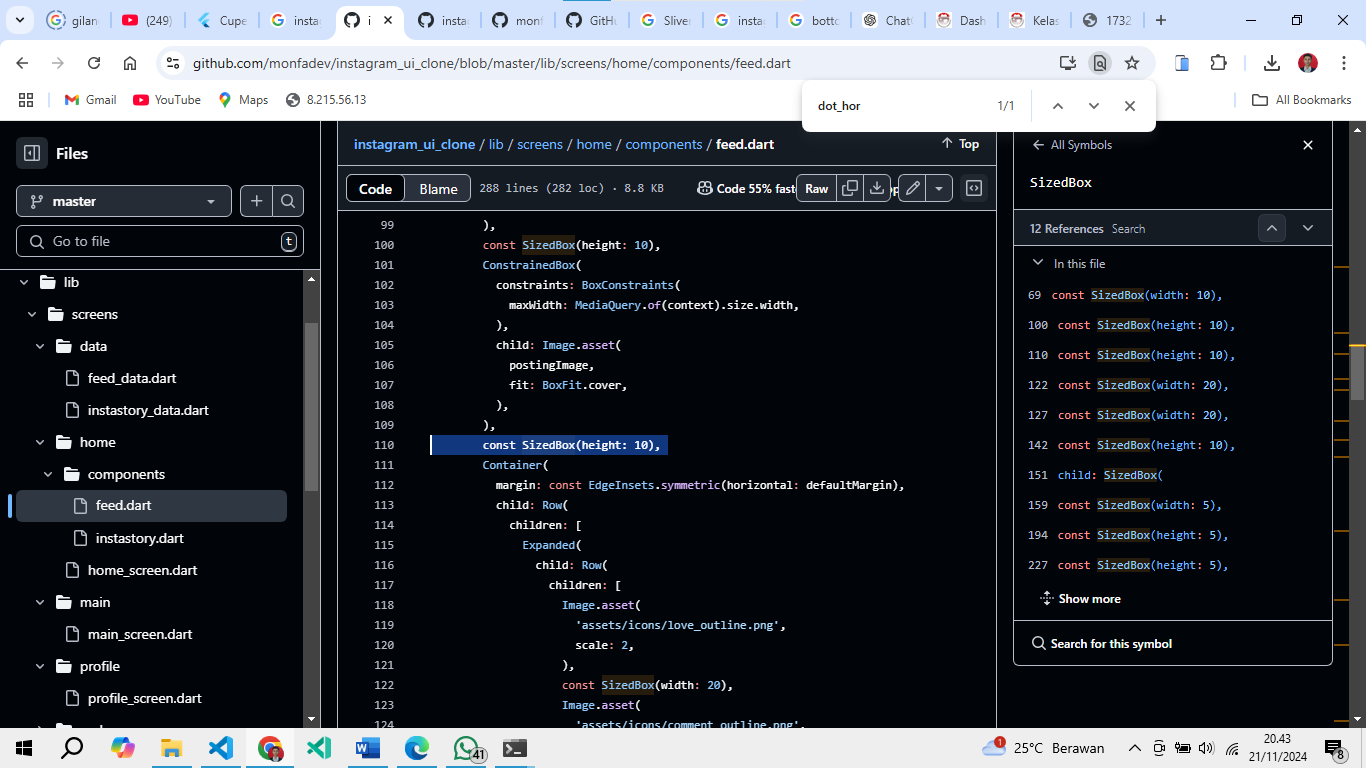 gilan
(249)
Cupe
insta
i
insta
monf
GitHu
Sliver
insta
botto
Chat
Dash
Kelas
1732
github.com/monfadev/instagram_ui_clone/blob/master/lib/screens/home/components/feed.dart
Gmail
YouTube
Maps
8.215.56.13
All Bookmarks
dot_hor
1/1
Files
master
Go to file
t
lib
screens
data
feed_data.dart
instastory_data.dart
home
components
feed.dart
instastory.dart
home_screen.dart
main
main_screen.dart
profile
profile_screen.dart
instagram_ui_clone / lib / screens / home / components / feed.dart
Top
Code
Blame
288 lines (282 loc) · 8.8 KB
Code 55% fast
Raw
99 ),
100 const SizedBox(height: 10),
101 ConstrainedBox(
102 constraints: BoxConstraints(
103 maxWidth: MediaQuery.of(context).size.width,
104 ),
105 child: Image.asset(
106 postingImage,
107 fit: BoxFit.cover,
108 ),
109 ),
110 const SizedBox(height: 10),
111 Container(
112 margin: const EdgeInsets.symmetric(horizontal: defaultMargin),
113 child: Row(
114 children: [
115 Expanded(
116 child: Row(
117 children: [
118 Image.asset(
119 'assets/icons/love_outline.png',
120 scale: 2,
121 ),
122 const SizedBox(width: 20),
123 Image.asset(
124 'assets/icons/comment_outline.png',
All Symbols
SizedBox
12 References Search
In this file
69 const SizedBox(width: 10),
100 const SizedBox(height: 10),
110 const SizedBox(height: 10),
122 const SizedBox(width: 20),
127 const SizedBox(width: 20),
142 const SizedBox(height: 10),
151 child: SizedBox(
159 const SizedBox(width: 5),
194 const SizedBox(height: 5),
227 const SizedBox(height: 5),
Show more
Search for this symbol
41
1
25°C Berawan
20.43
21/11/2024
8